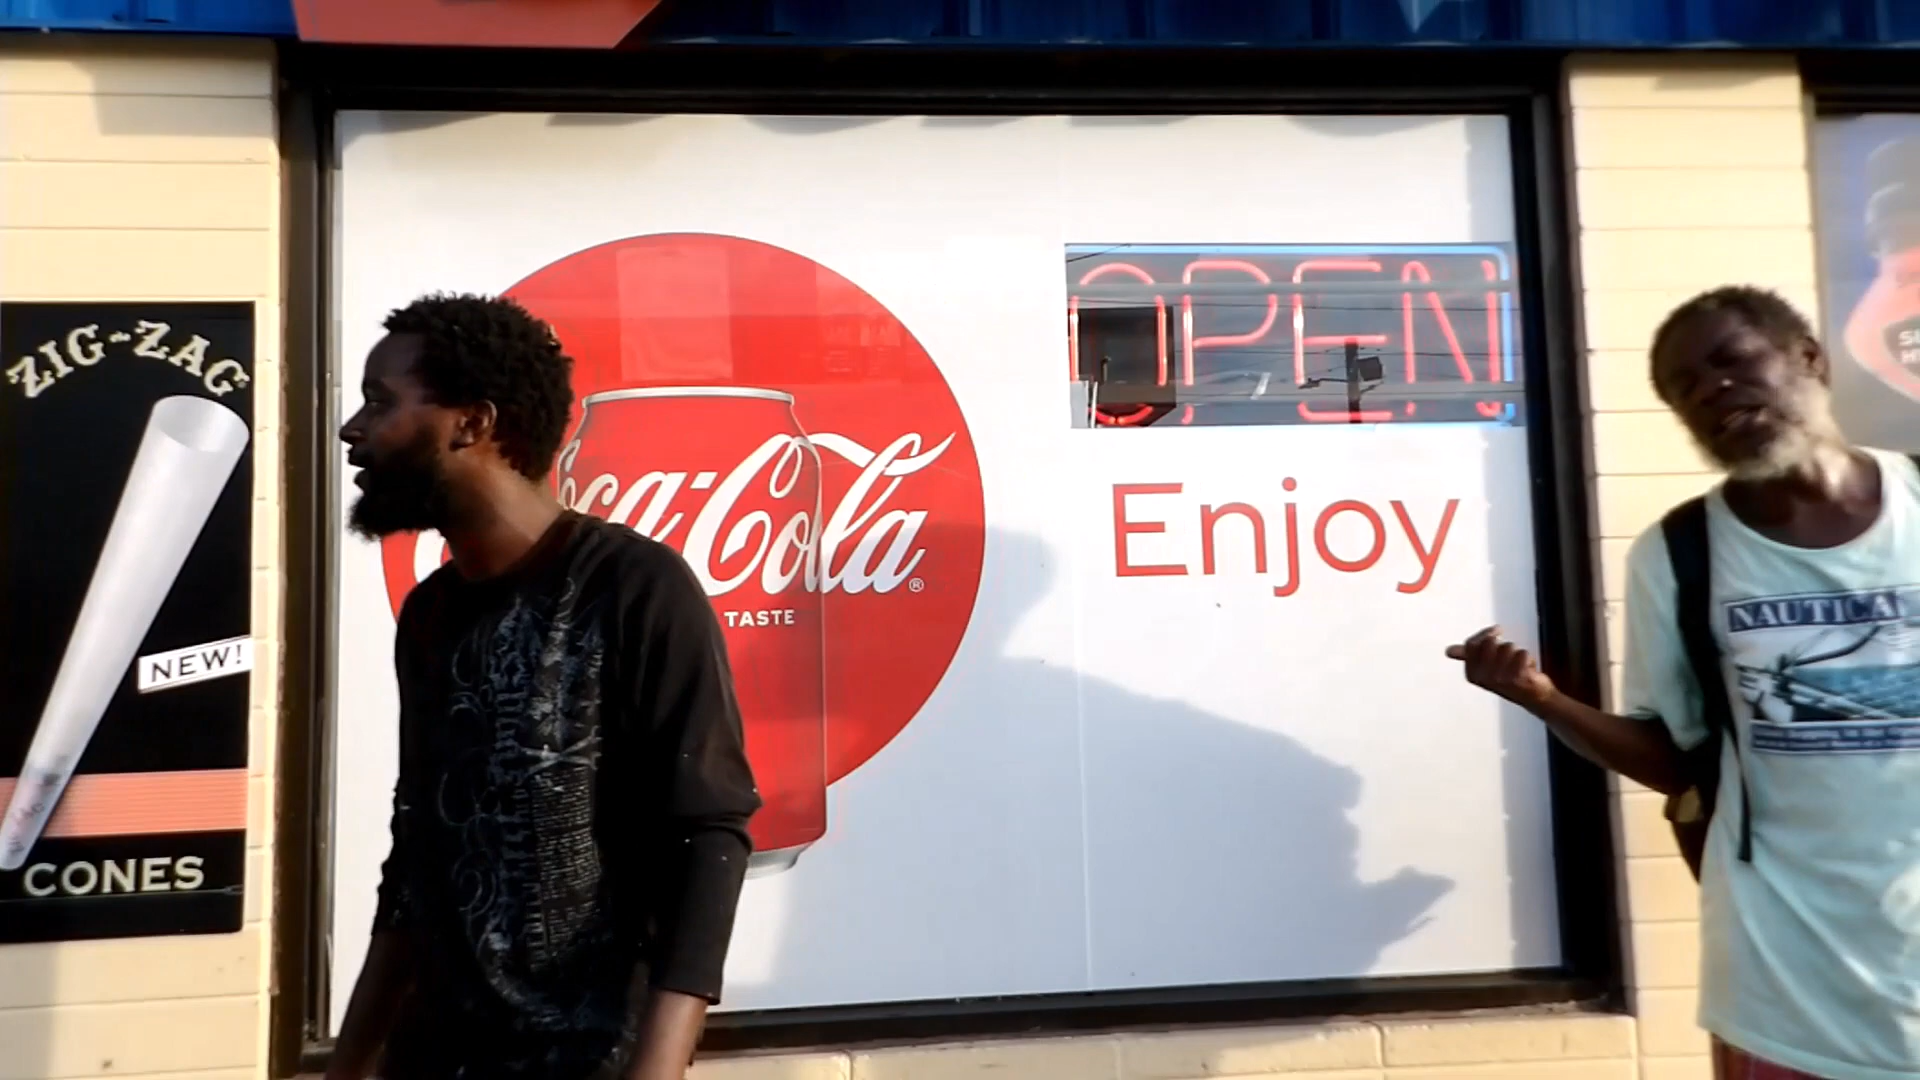 ZIG-ZAG
NEW!
CONES
Coca-Cola®
TASTE
OPEN
Enjoy
NAUTICA